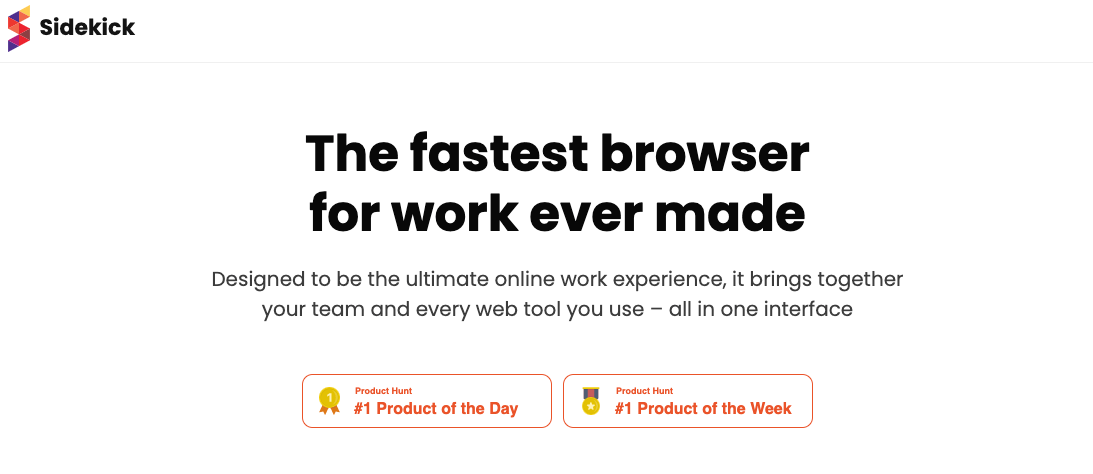 Sidekick
The fastest browser
for work ever made
Designed to be the ultimate online work experience, it brings together
your team and every web tool you use – all in one interface
1
Product Hunt
#1 Product of the Day
Product Hunt
#1 Product of the Week